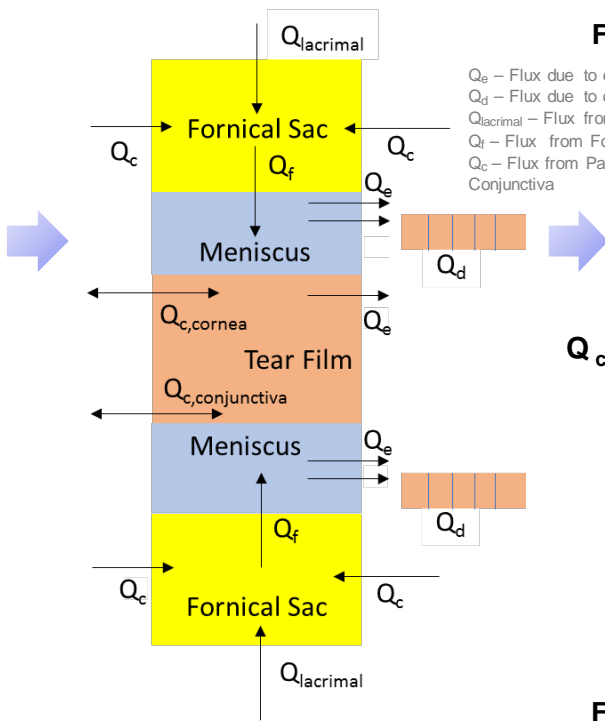 Q_lacrimal
F
Q_e – Flux due to
Q_d – Flux due to
Q_lacrimal – Flux
Q_f – Flux from
Q_c – Flux from
Conjunctiva
Fornical Sac
Q_c
Q_c
Q_f
Q_e
Meniscus
Q_d
Q_c,cornea
Q_e
Q_c
Tear Film
Q_c,conjunctiva
Meniscus
Q_e
Q_d
Q_f
Q_c
Q_c
Fornical Sac
Q_lacrimal
F